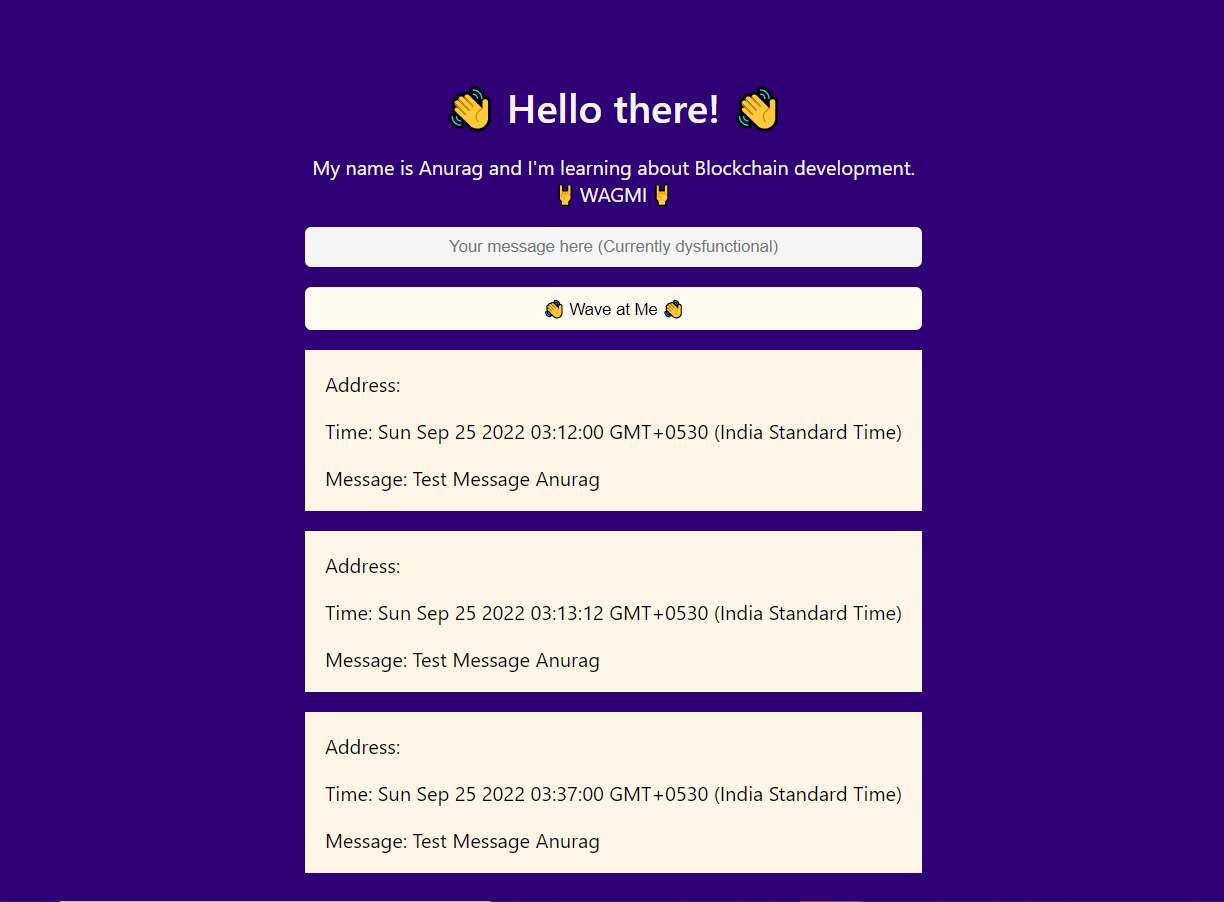 👋 Hello there! 👋
My name is Anurag and I'm learning about Blockchain development.
🤘 WAGMI 🤘
Your message here (Currently dysfunctional)
👋 Wave at Me 👋
Address:
Time: Sun Sep 25 2022 03:12:00 GMT+0530 (India Standard Time)
Message: Test Message Anurag
Address:
Time: Sun Sep 25 2022 03:13:12 GMT+0530 (India Standard Time)
Message: Test Message Anurag
Address:
Time: Sun Sep 25 2022 03:37:00 GMT+0530 (India Standard Time)
Message: Test Message Anurag